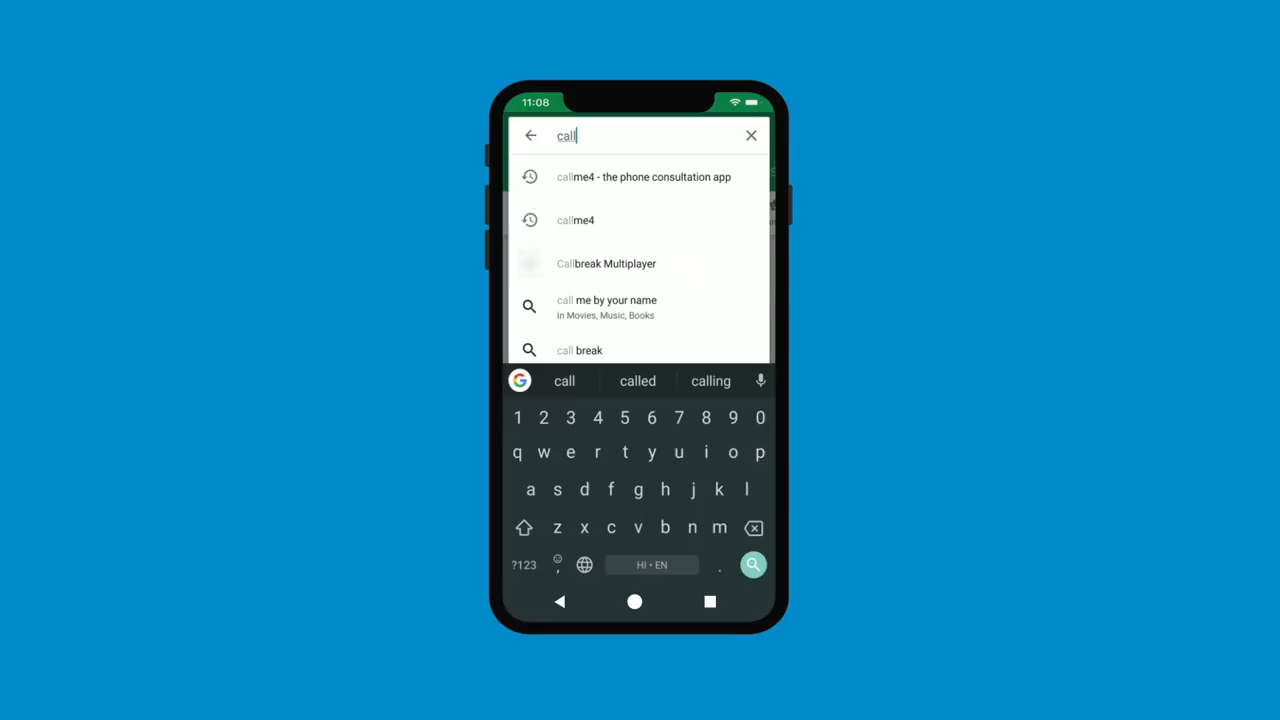 11:08
call
callme4 - the phone consultation app
callme4
Callbreak Multiplayer
call me by your name
in Movies, Music, Books
call break
G call called calling
1 2 3 4 5 6 7 8 9 0
q w e r t y u i o p
a s d f g h j k l
z x c v b n m
?123 , HI • EN .